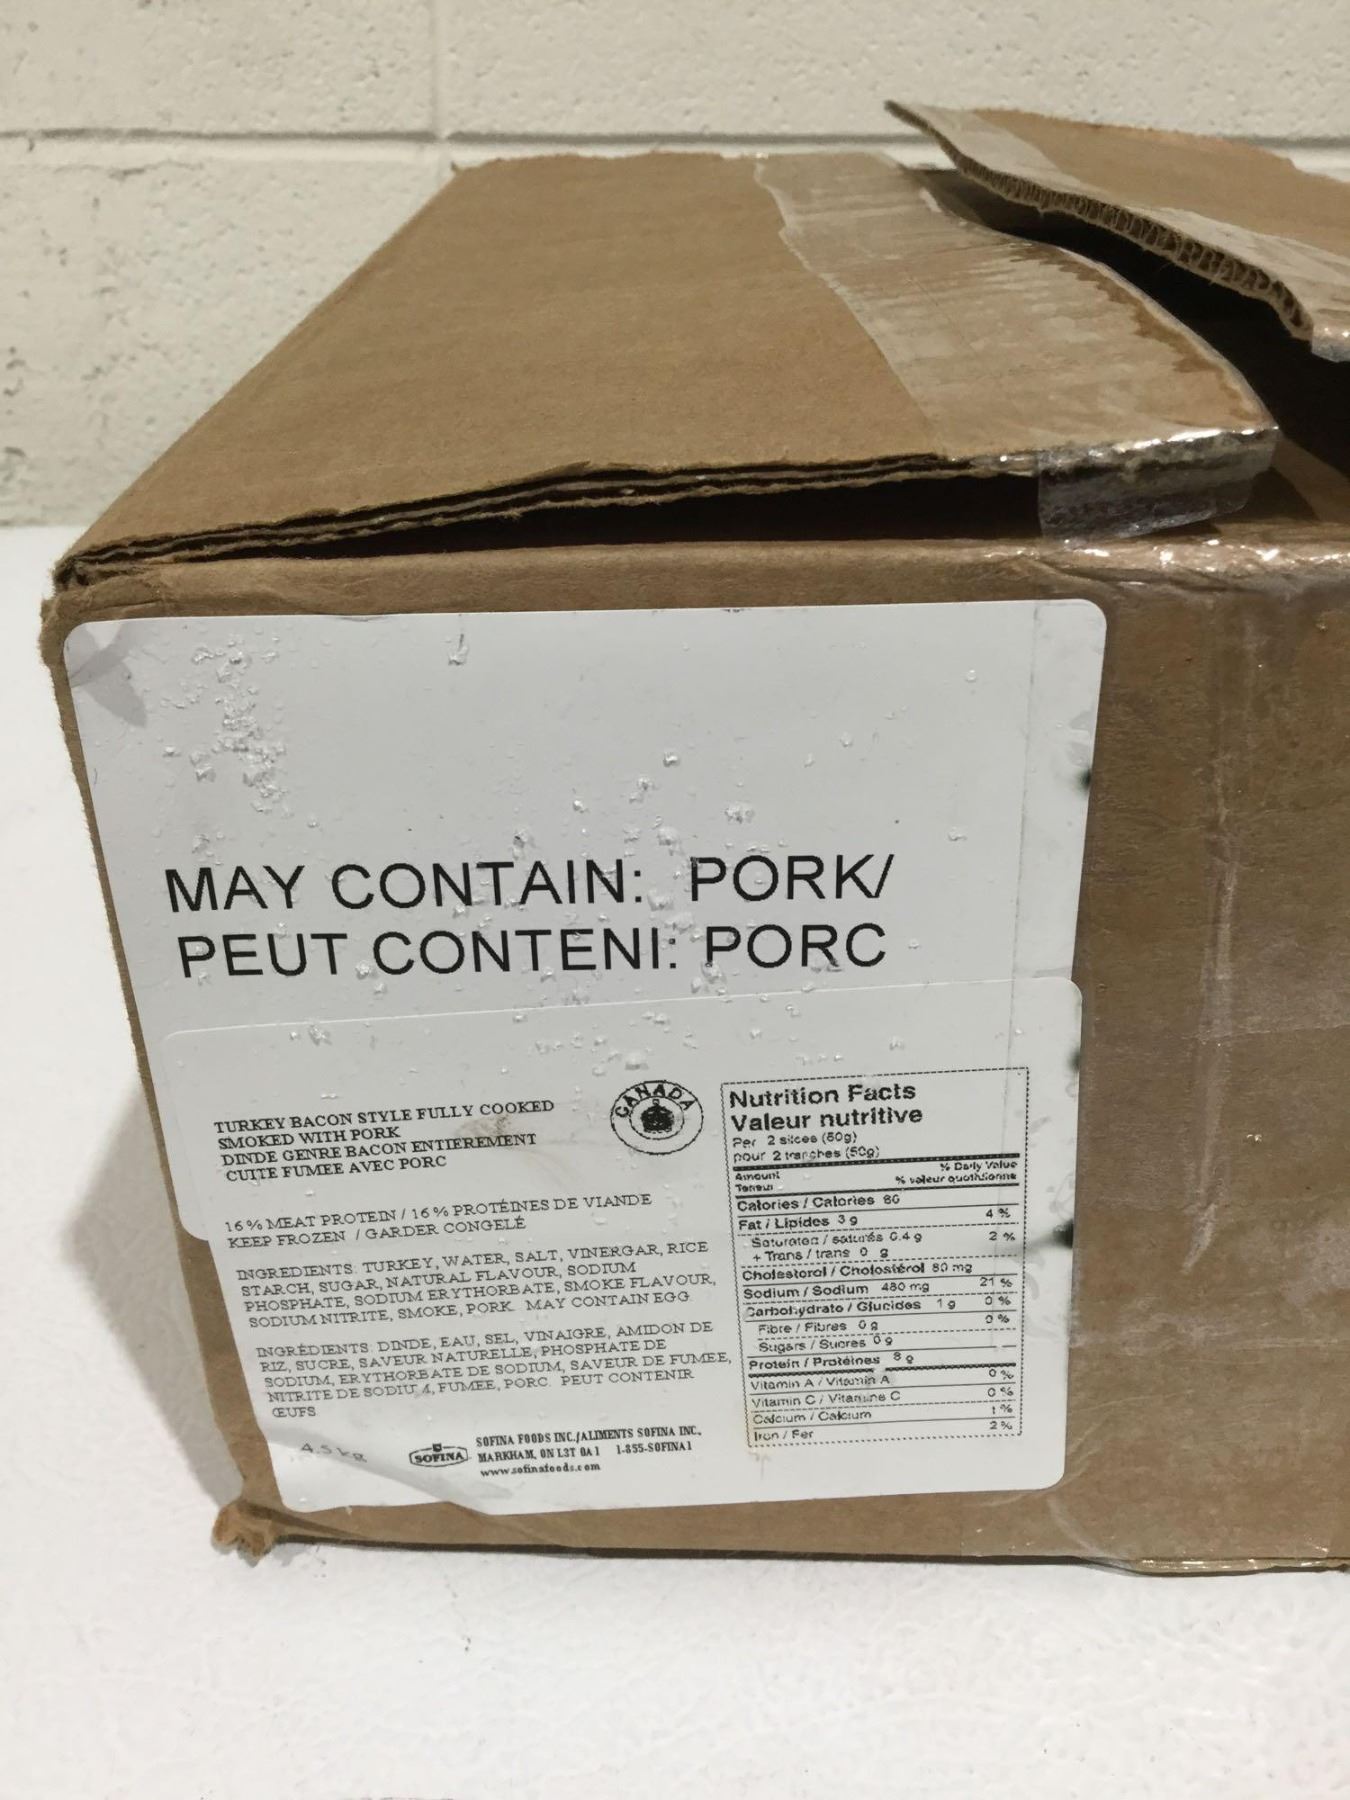 MAY CONTAIN: PORK/
PEUT CONTENI: PORC
TURKEY BACON STYLE FULLY COOKED
SMOKED WITH PORK
DINDE GENRE BACON ENTIEREMENT
CUITE FUMEE AVEC PORC
CANADA
16% MEAT PROTEIN / 16% PROTÉINES DE VIANDE
KEEP FROZEN / GARDER CONGELÉ
INGREDIENTS: TURKEY, WATER, SALT, VINERGAR, RICE
STARCH, SUGAR, NATURAL FLAVOUR, SODIUM
PHOSPHATE, SODIUM ERYTHORBATE, SMOKE FLAVOUR,
SODIUM NITRITE, SMOKE, PORK. MAY CONTAIN EGG
INGRÉDIENTS: DINDE, EAU, SEL, VINAIGRE, AMIDON DE
RIZ, SUCRE, SAVEUR NATURELLE, PHOSPHATE DE
SODIUM, ERYTHORBATE DE SODIUM, SAVEUR DE FUMEE,
NITRITE DE SODIUM, FUMEE, PORC. PEUT CONTENIR
ŒUFS
4.5 kg
SOFINA
SOFINA FOODS INC./ALIMENTS SOFINA INC.
MARKHAM, ON L3T 0A1 1-855-SOFINA1
www.sofinafoods.com
Nutrition Facts
Valeur nutritive
Per 2 slices (50g)
pour 2 tranches (50g)
Amount % Daily Value
Teneur % valeur quotidienne
Calories / Calories 80
Fat / Lipides 3 g 4 %
Saturated / saturés 0.4 g 2 %
+ Trans / trans 0 g
Cholesterol / Cholestérol 80 mg
Sodium / Sodium 480 mg 21 %
Carbohydrate / Glucides 1 g 0 %
Fibre / Fibres 0 g 0 %
Sugars / Sucres 0 g
Protein / Protéines 8 g
Vitamin A / Vitamin A 0 %
Vitamin C / Vitamine C 0 %
Calcium / Calcium 1 %
Iron / Fer 2 %